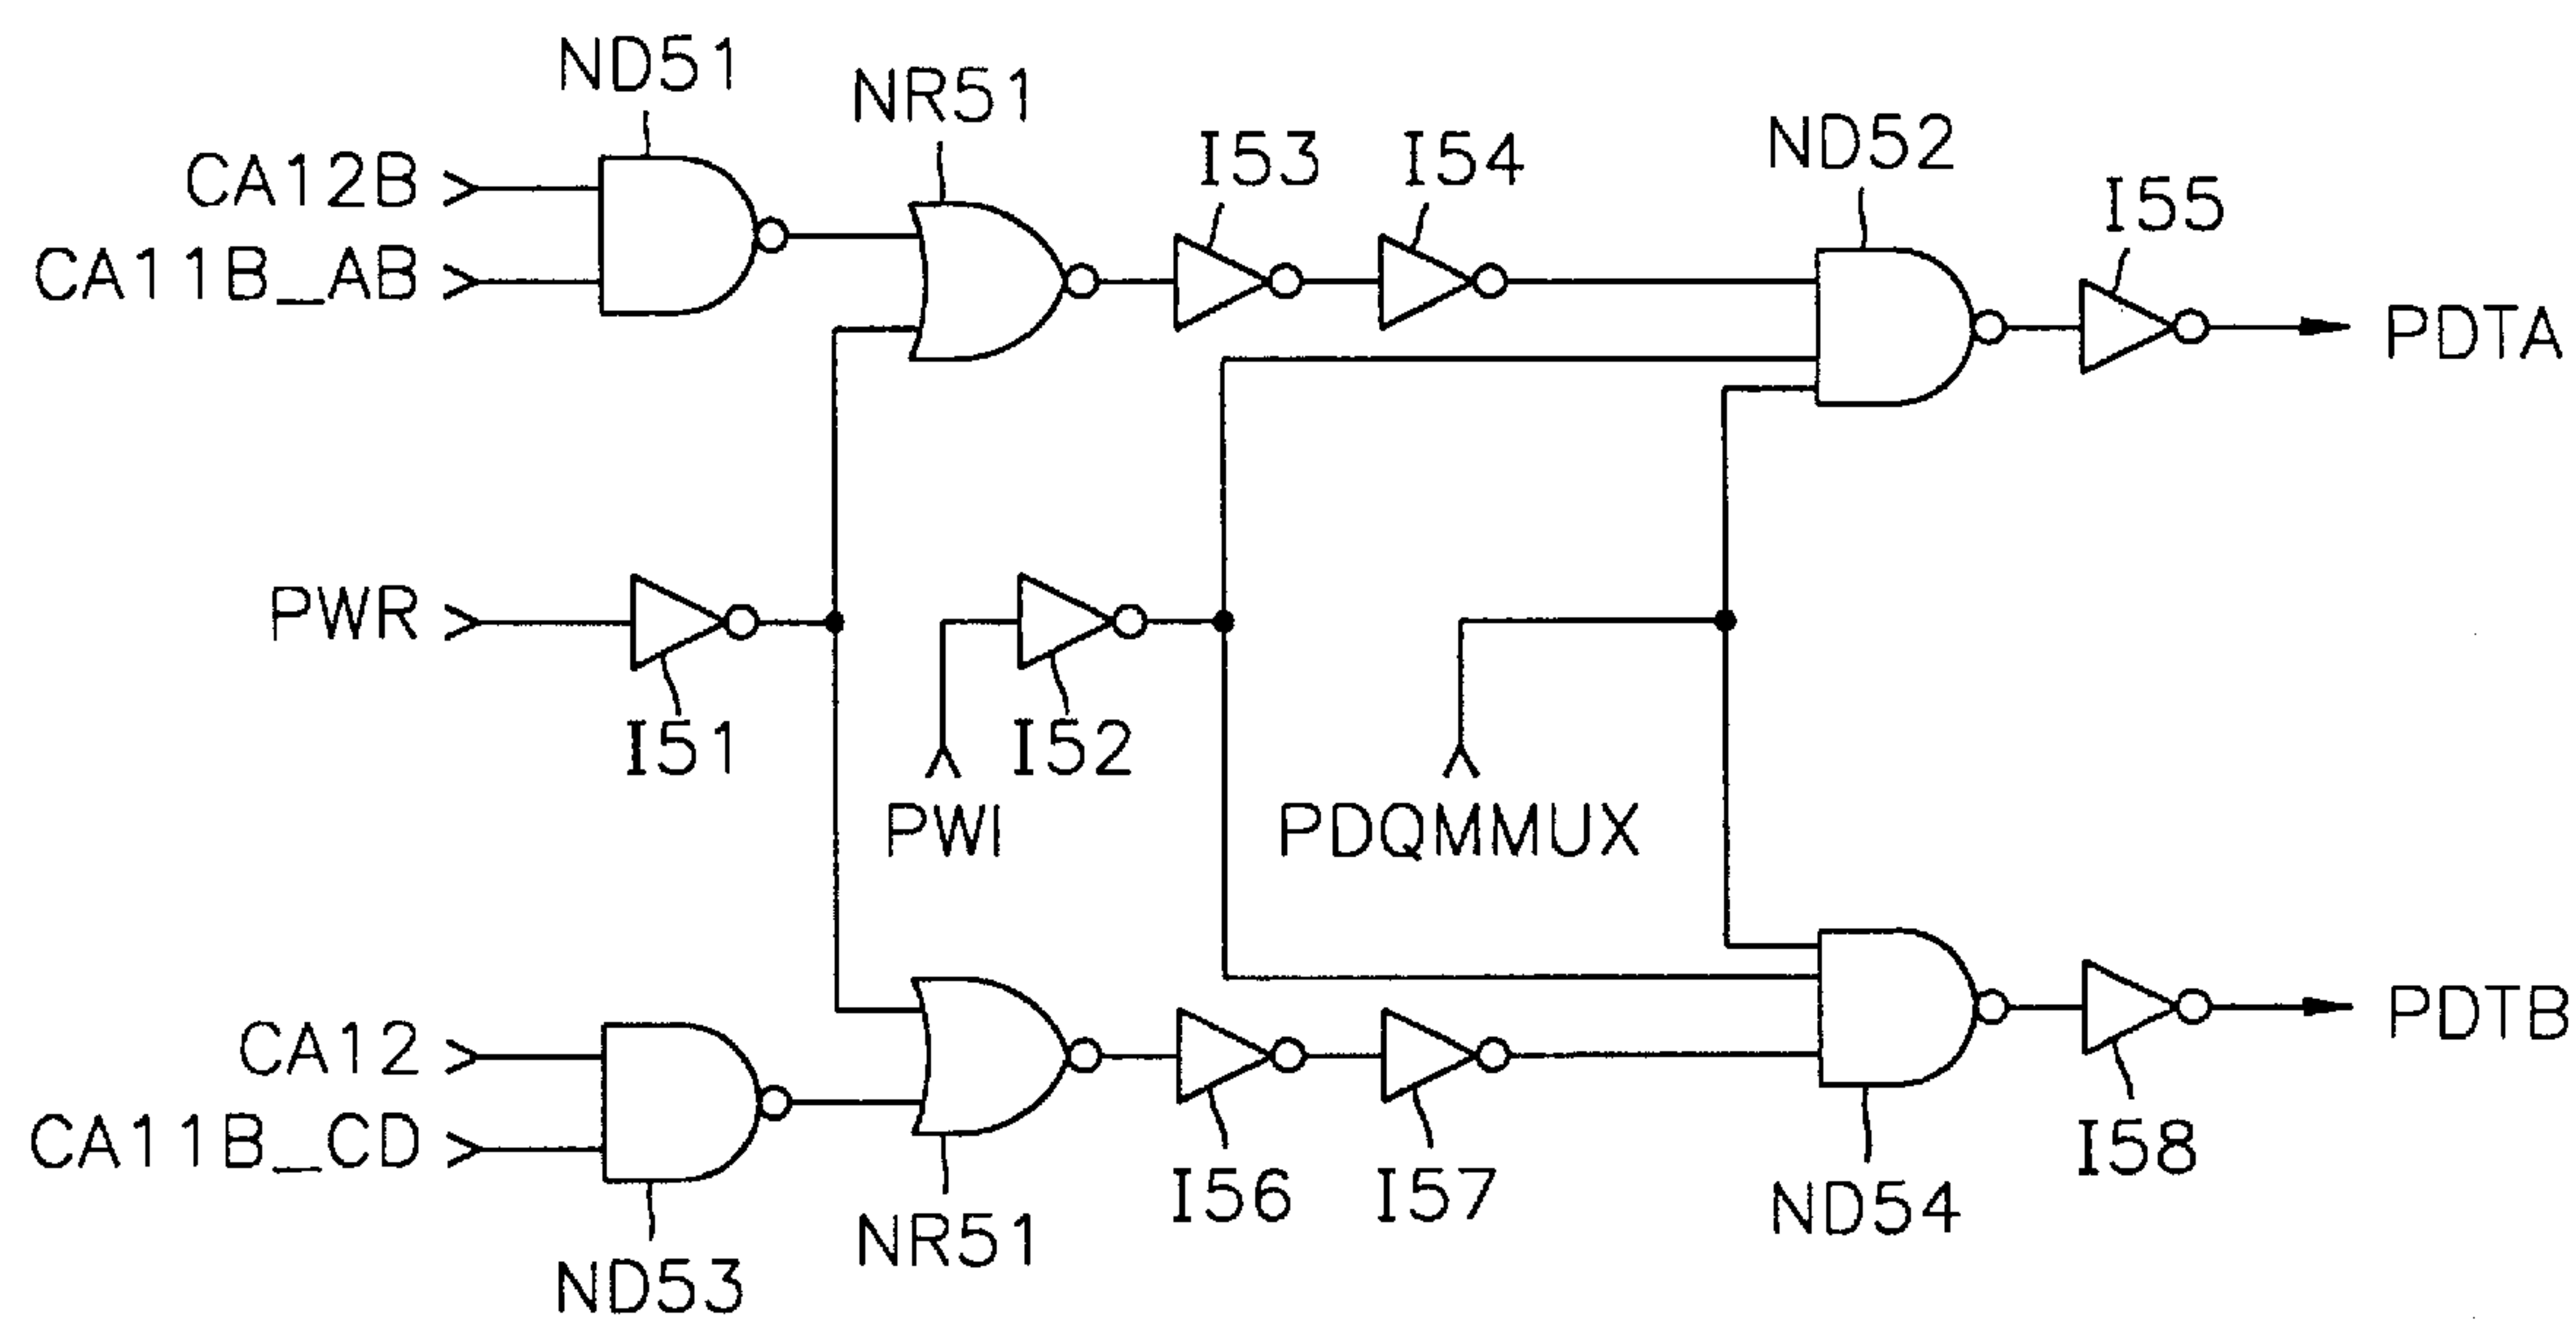 ND51
NR51
I53
I54
ND52
I55
CA12B
CA11B_AB
PDTA
PWR
I51
I52
PWI
PDQMMUX
CA12
CA11B_CD
PDTB
ND53
NR51
I56
I57
ND54
I58